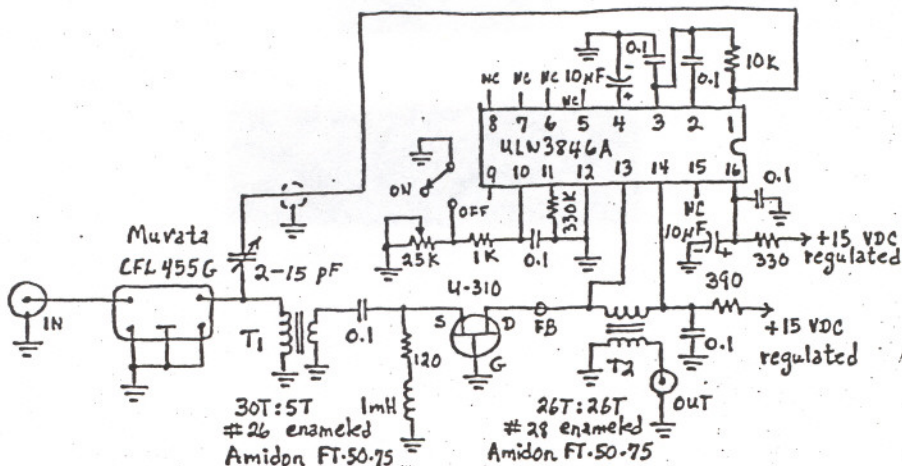 0.1
10K
0.1
NC NC NC 10µF
NC
- +
8 7 6 5 4 3 2 1
ULN3846A
9 10 11 12 13 14 15 16
ON
OFF
330K
NC
0.1
10µF
- +
330
+15 VDC
regulated
25K
1K
0.1
Murata
CFL455G
2-15 pF
IN
T1
0.1
U-310
S D
G
FB
390
+15 VDC
regulated
0.1
120
T2
OUT
30T:5T
#26 enameled
Amidon FT-50-75
1mH
26T:26T
#28 enameled
Amidon FT-50-75